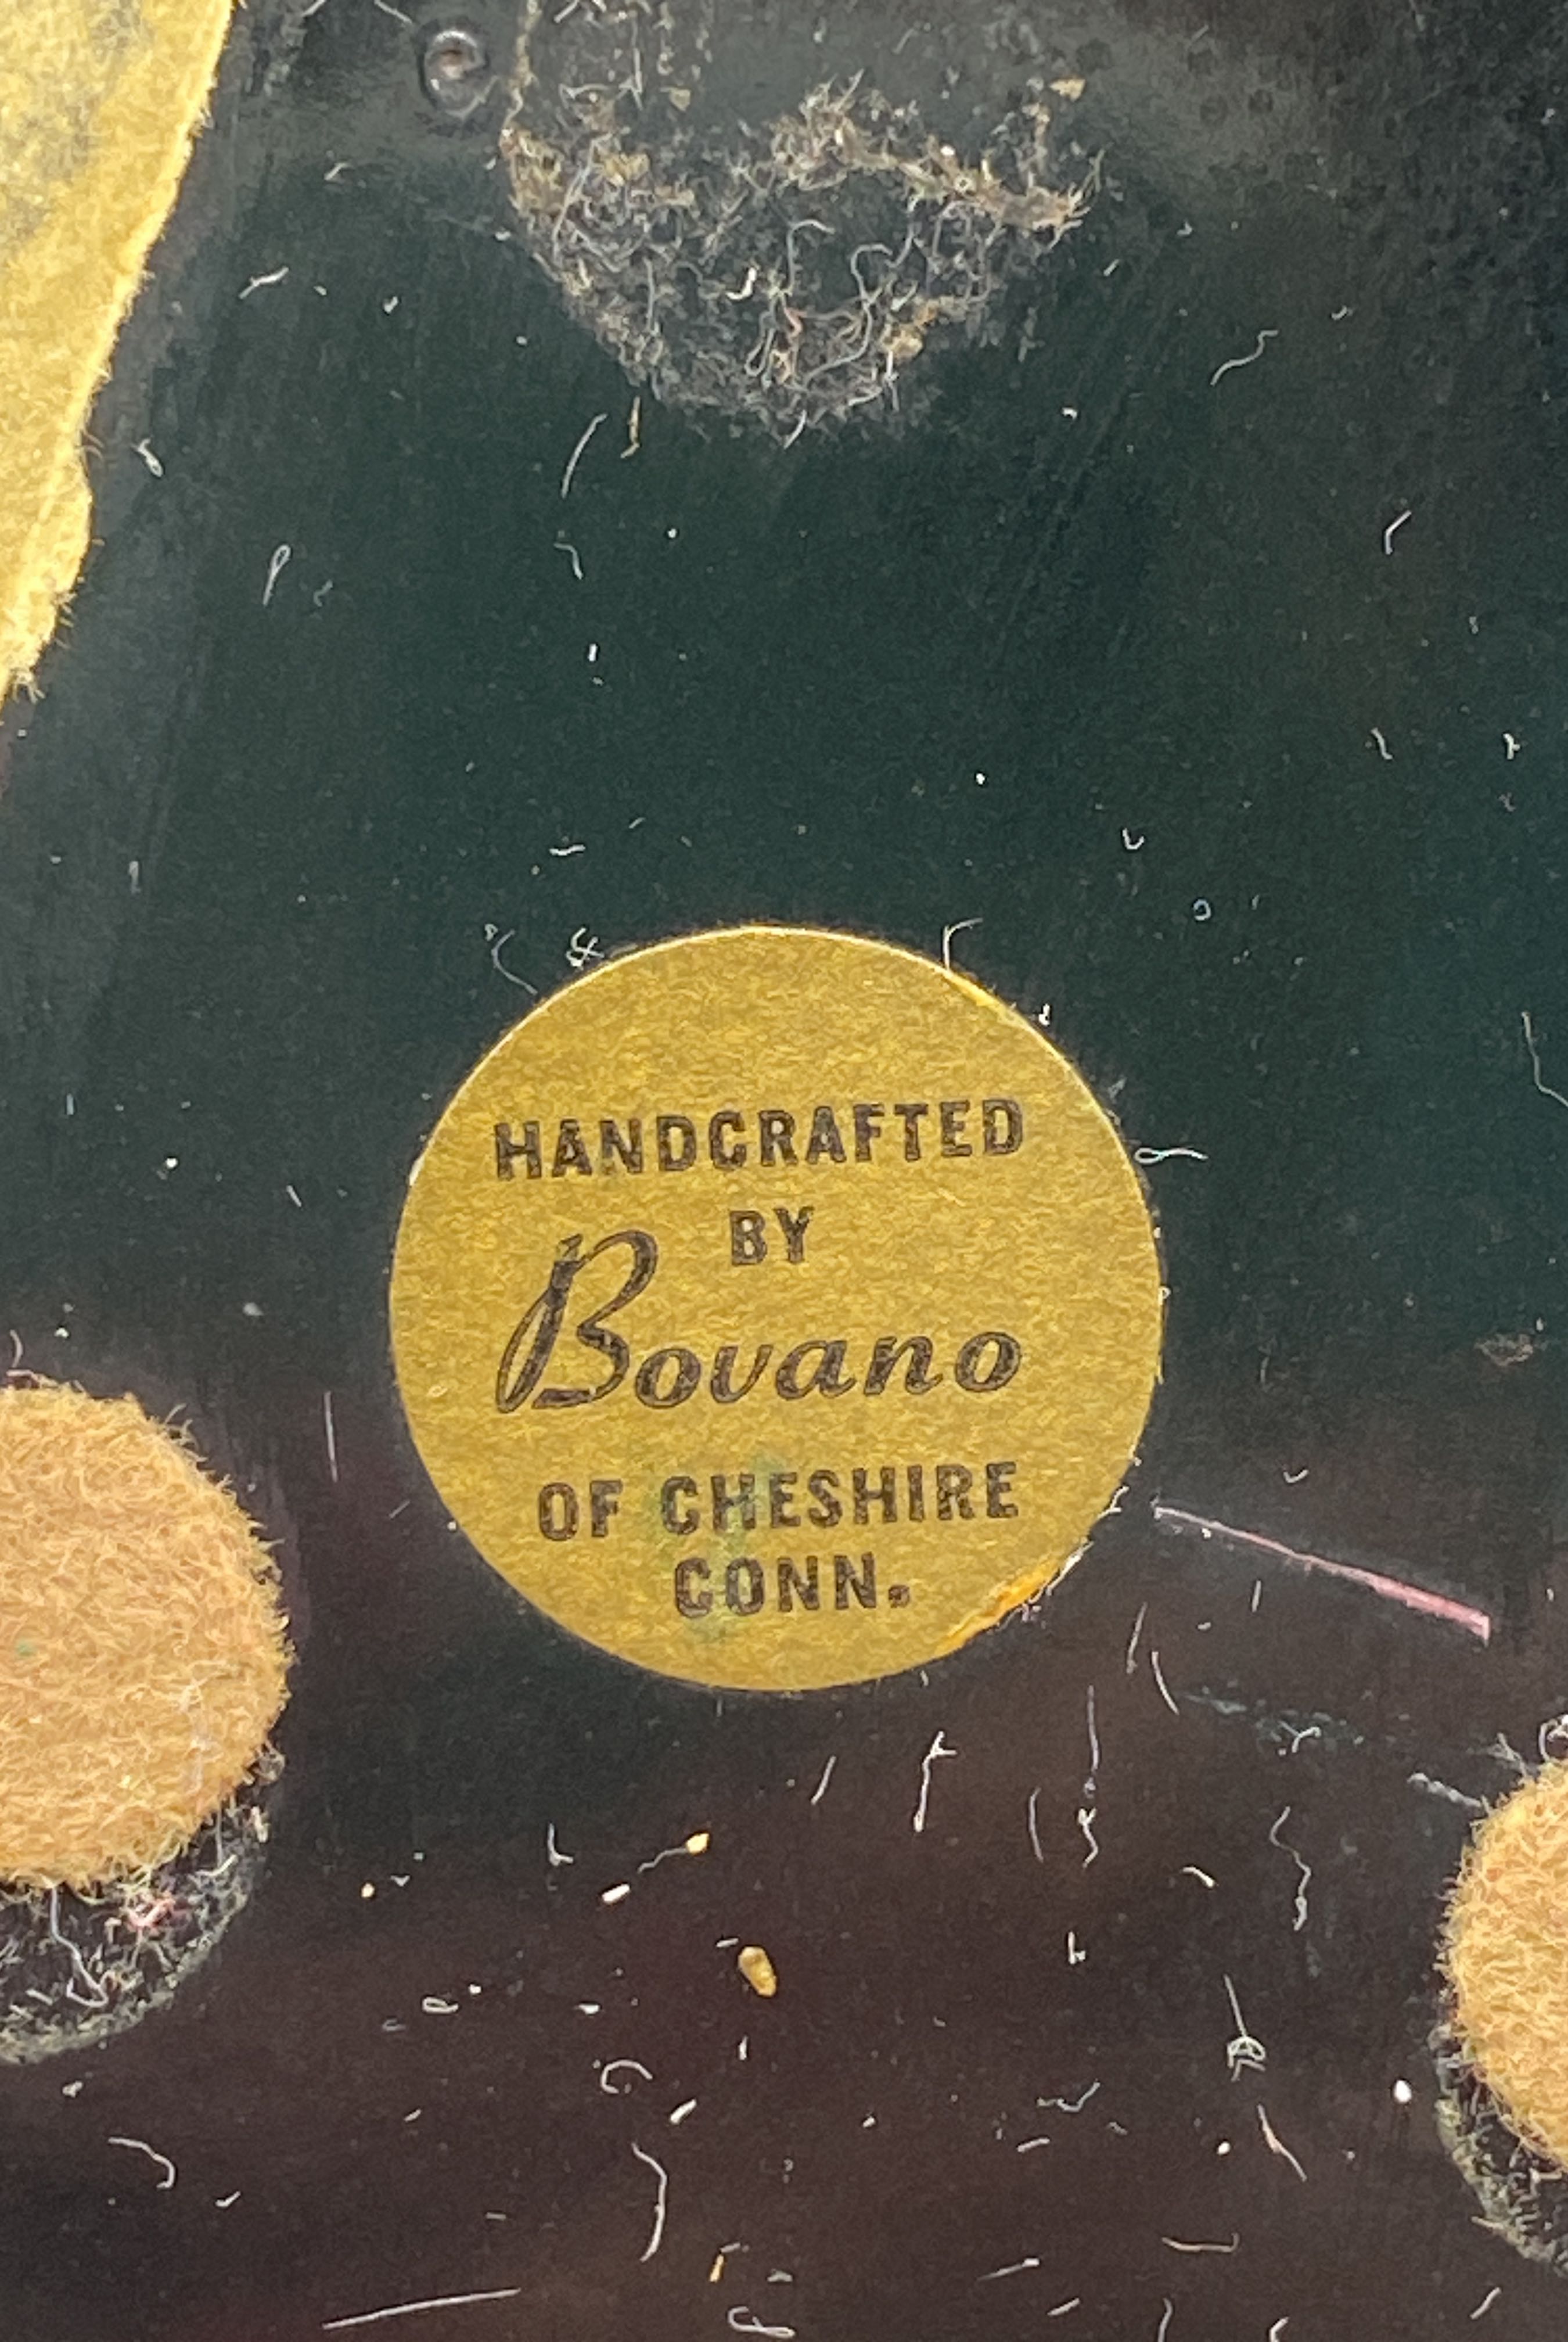 HANDCRAFTED
BY
Bovano
OF CHESHIRE
CONN.